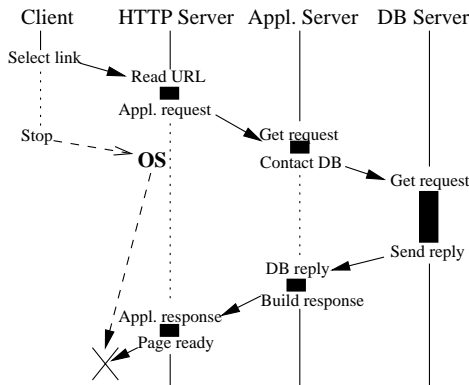 Client HTTP Server Appl. Server DB Server
Select link
Read URL
Appl. request
Stop
Get request
OS
Contact DB
Get request
Send reply
DB reply
Build response
Appl. response
Page ready